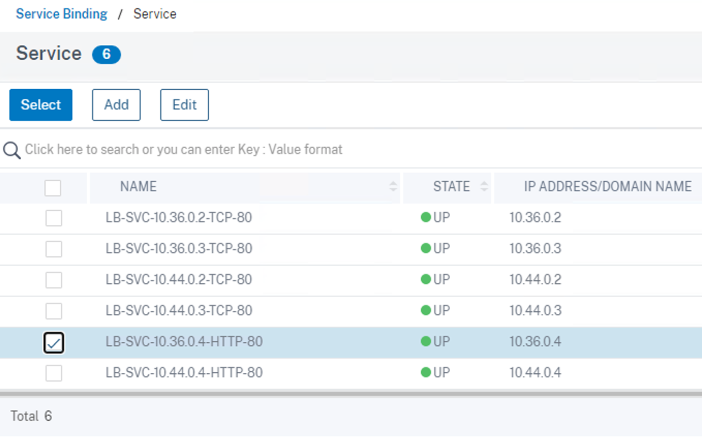 Service Binding / Service
Service 6
Select Add Edit
Click here to search or you can enter Key : Value format
NAME STATE IP ADDRESS/DOMAIN NAME
LB-SVC-10.36.0.2-TCP-80 UP 10.36.0.2
LB-SVC-10.36.0.3-TCP-80 UP 10.36.0.3
LB-SVC-10.44.0.2-TCP-80 UP 10.44.0.2
LB-SVC-10.44.0.3-TCP-80 UP 10.44.0.3
LB-SVC-10.36.0.4-HTTP-80 UP 10.36.0.4
LB-SVC-10.44.0.4-HTTP-80 UP 10.44.0.4
Total 6